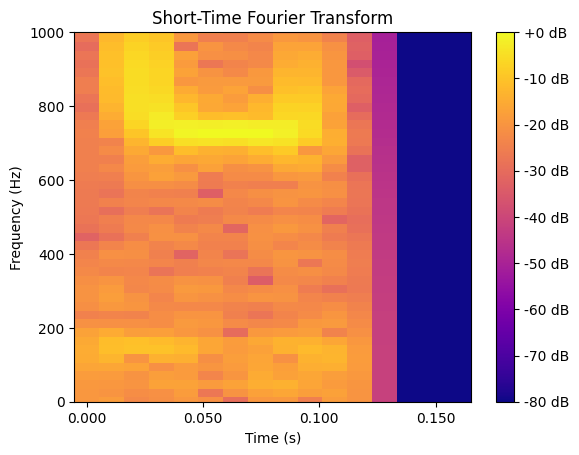 Short-Time Fourier Transform
1000
800
600
400
200
0
Frequency (Hz)
0.000
0.050
0.100
0.150
Time (s)
+0 dB
-10 dB
-20 dB
-30 dB
-40 dB
-50 dB
-60 dB
-70 dB
-80 dB